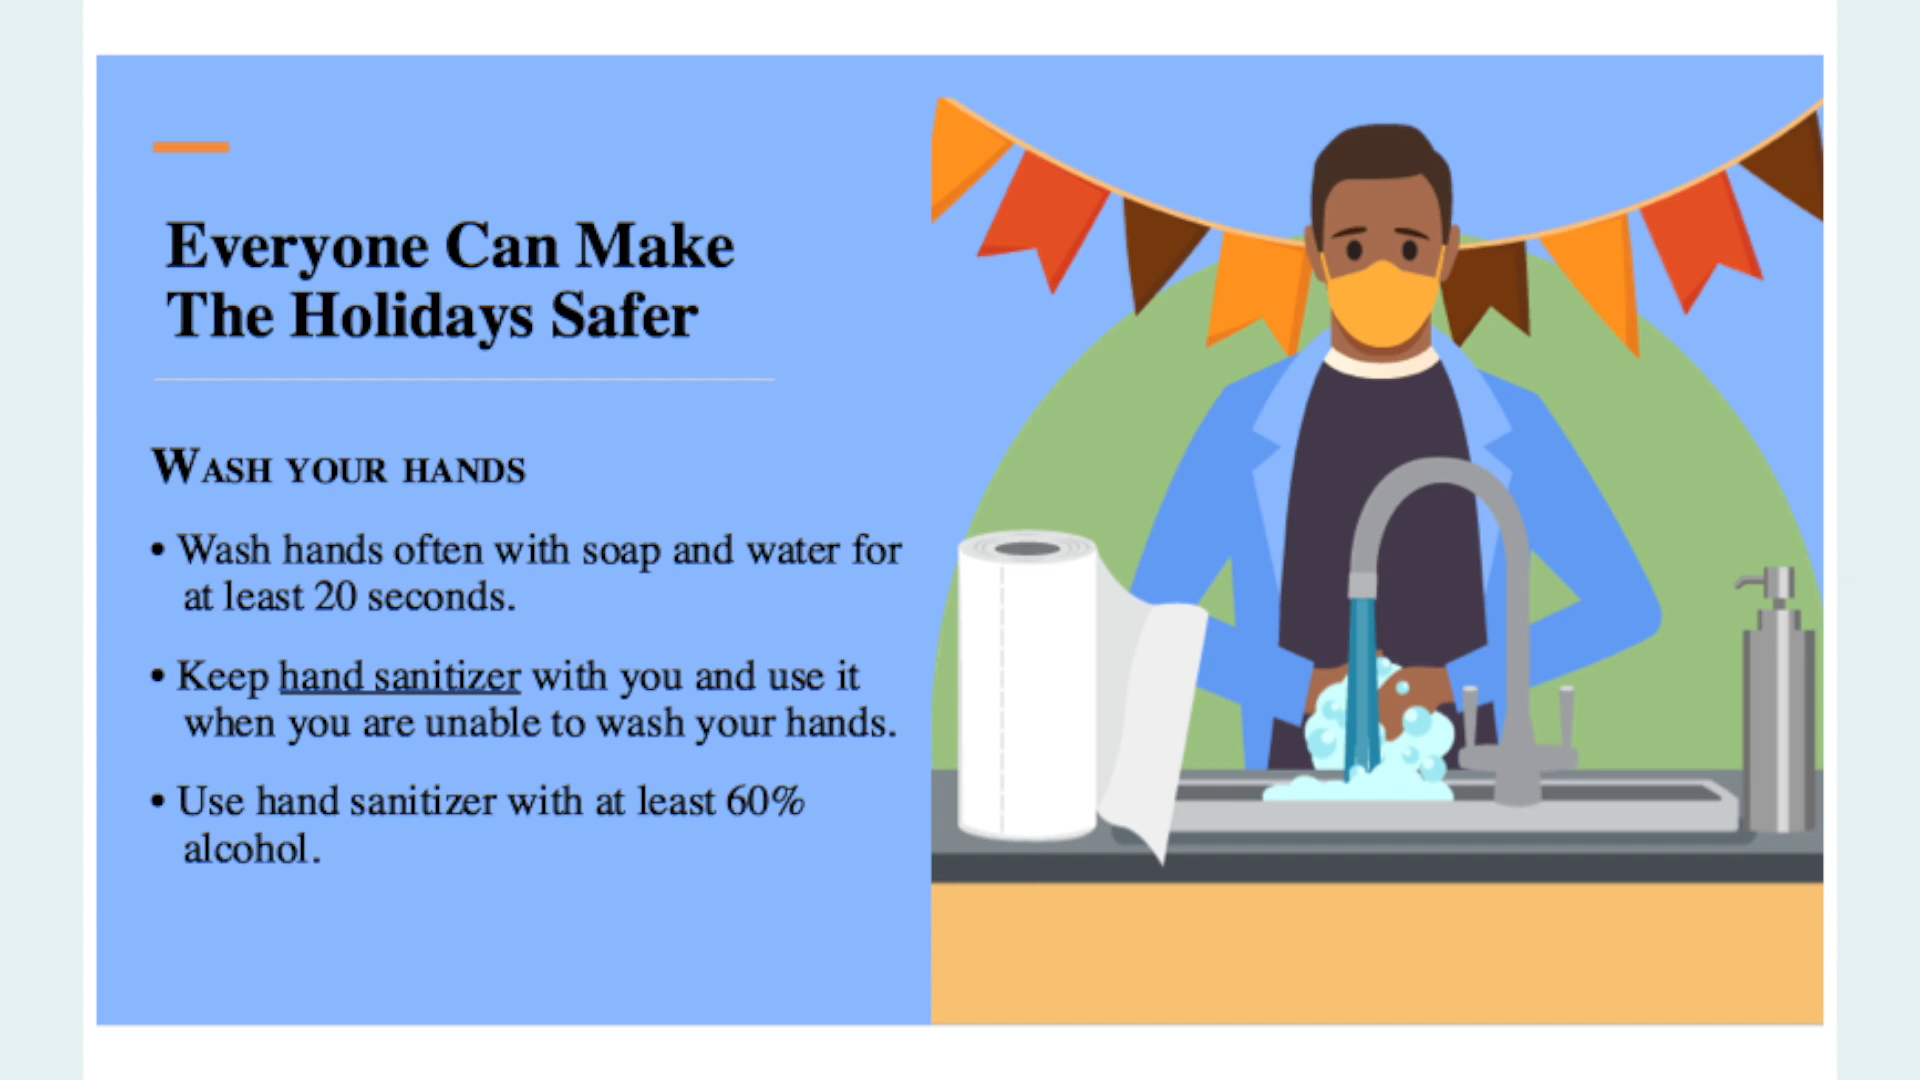 Everyone Can Make
The Holidays Safer
WASH YOUR HANDS
• Wash hands often with soap and water for
at least 20 seconds.
• Keep hand sanitizer with you and use it
when you are unable to wash your hands.
• Use hand sanitizer with at least 60%
alcohol.